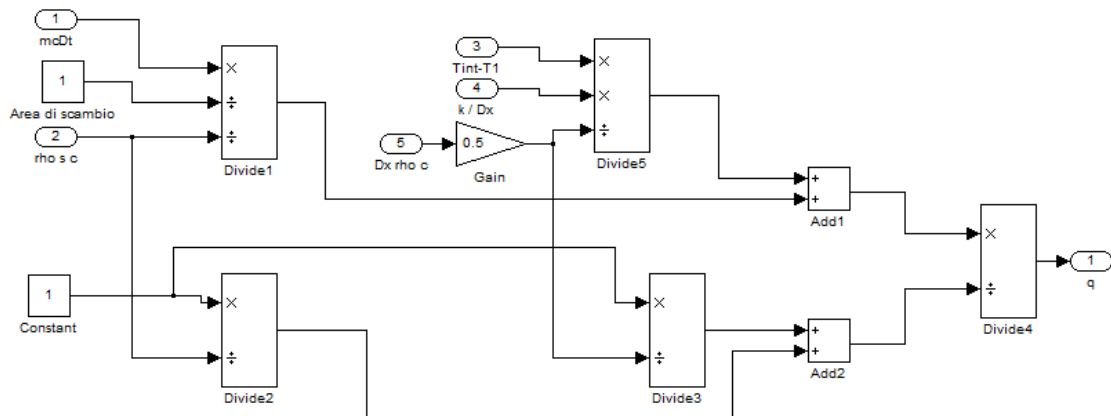 1
mcDt
1
Area di scambio
2
rho s c
×
÷
÷
Divide1
3
Tint-T1
4
k / Dx
5
Dx rho c
0.5
Gain
×
×
÷
Divide5
+
+
Add1
1
Constant
×
÷
Divide2
×
÷
Divide3
+
+
Add2
×
÷
Divide4
1
q